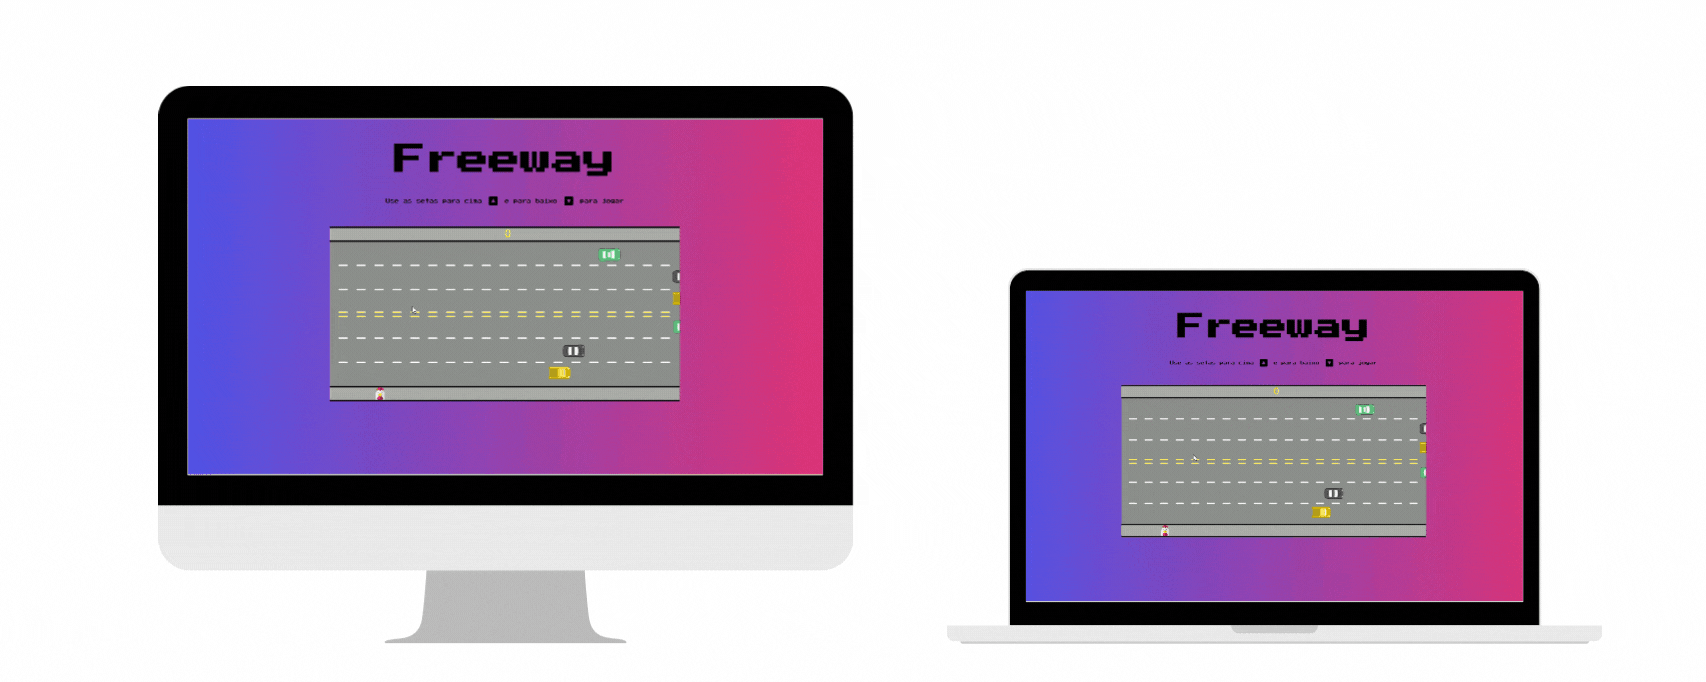 Freeway
Use as setas para cima ▲ e para baixo ▼ para jogar
0
Freeway
Use as setas para cima ▲ e para baixo ▼ para jogar
0